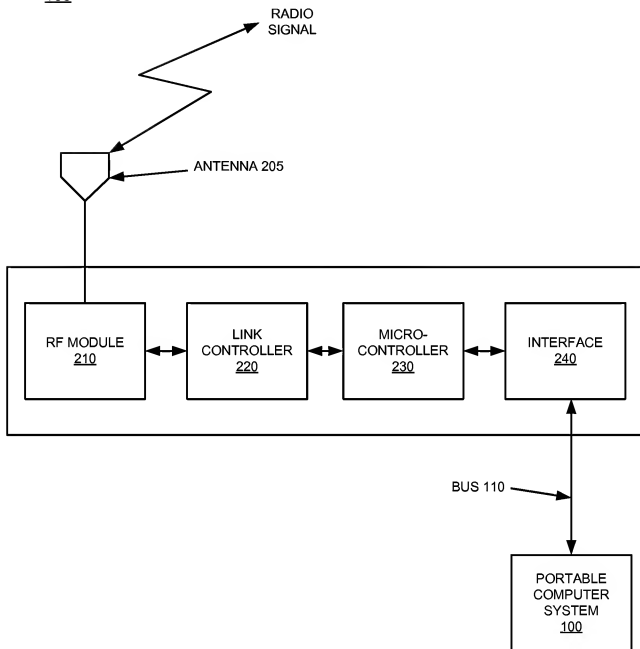 RADIO
SIGNAL
ANTENNA 205
RF MODULE
210
LINK
CONTROLLER
220
MICRO-
CONTROLLER
230
INTERFACE
240
BUS 110
PORTABLE
COMPUTER
SYSTEM
100